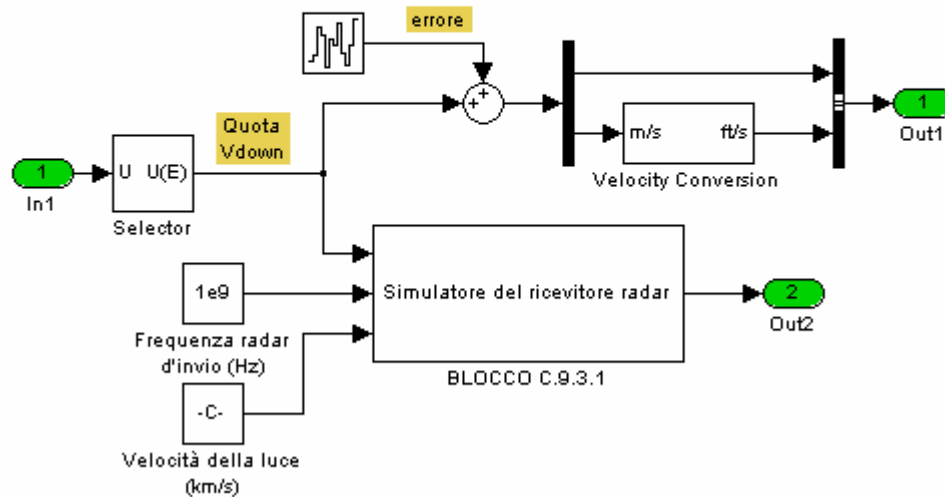 errore
Quota
Vdown
1
In1
U U(E)
Selector
++
m/s ft/s
Velocity Conversion
1
Out1
1e9
Frequenza radar
d'invio (Hz)
Simulatore del ricevitore radar
BLOCCO C.9.3.1
2
Out2
-C-
Velocità della luce
(km/s)